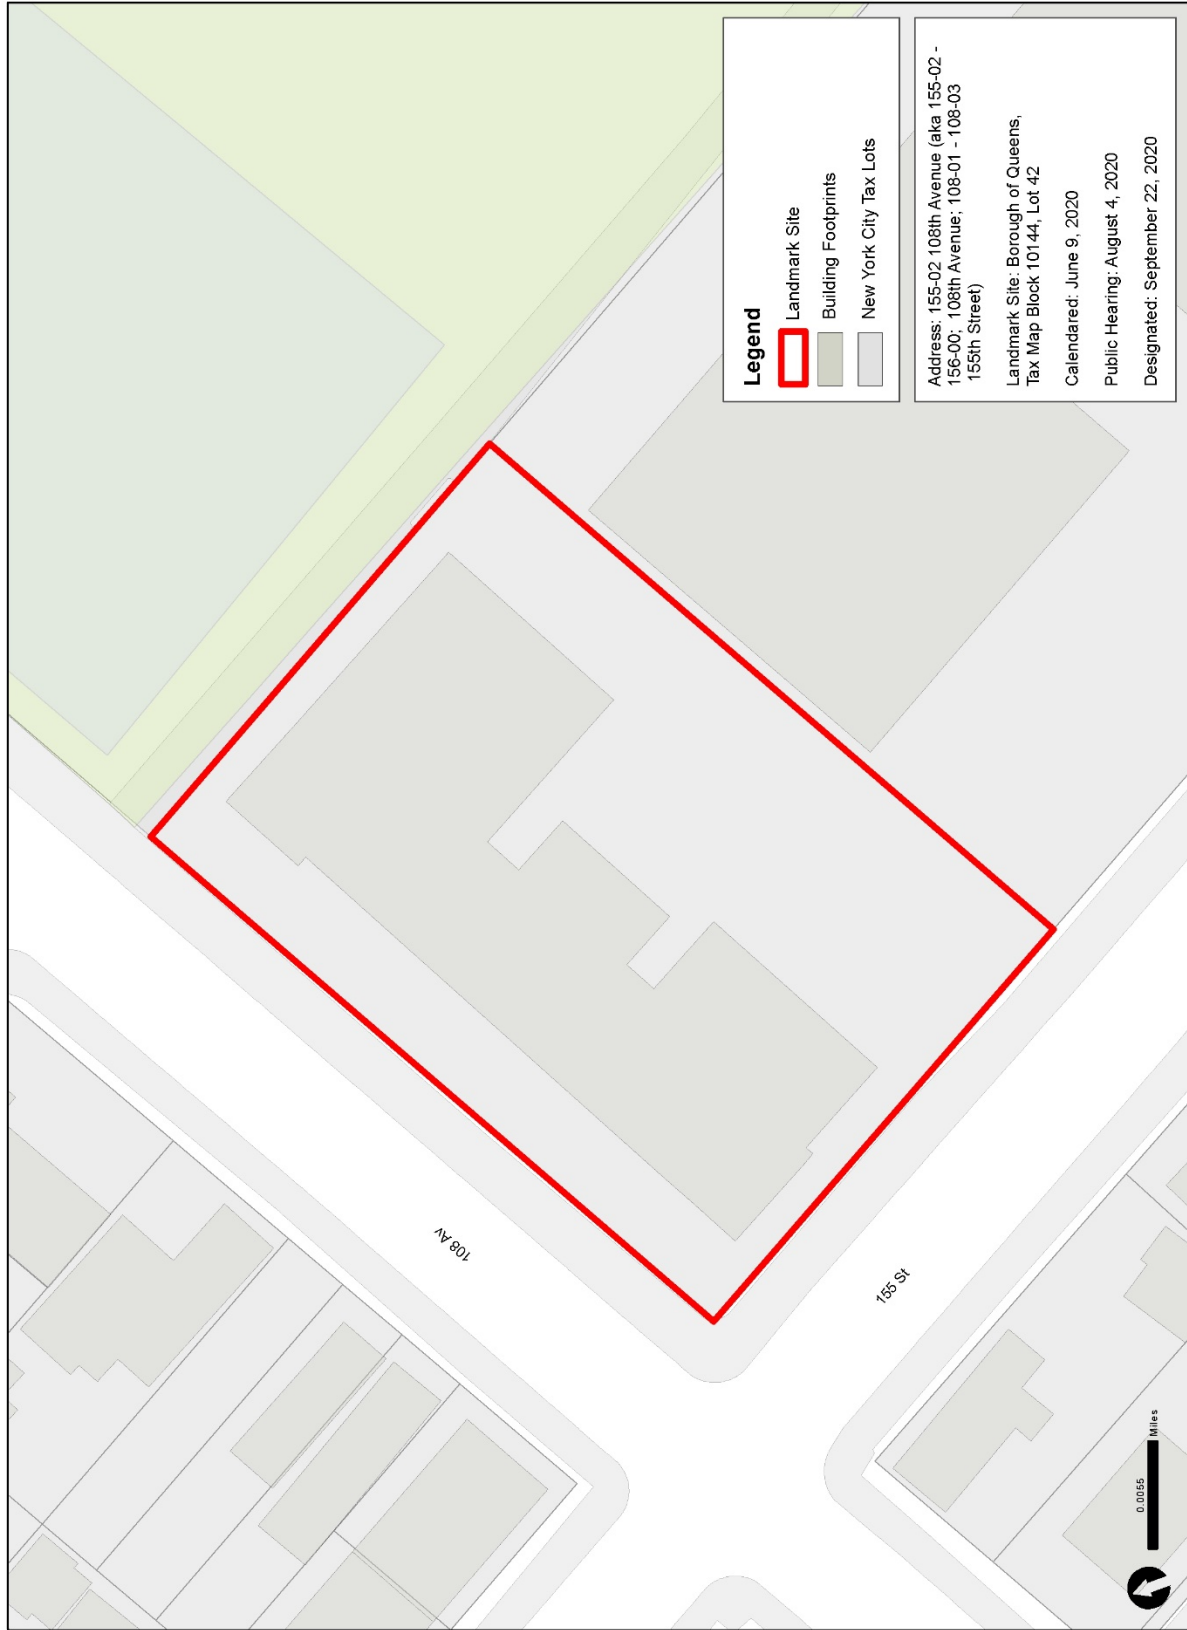 Legend
Landmark Site
Building Footprints
New York City Tax Lots
Address: 155-02 108th Avenue (aka 155-02 -
156-00; 108th Avenue; 108-01 - 108-03
155th Street)
Landmark Site: Borough of Queens,
Tax Map Block 10144, Lot 42
Calendared: June 9, 2020
Public Hearing: August 4, 2020
Designated: September 22, 2020
108 Av
155 St
0.0055
Miles